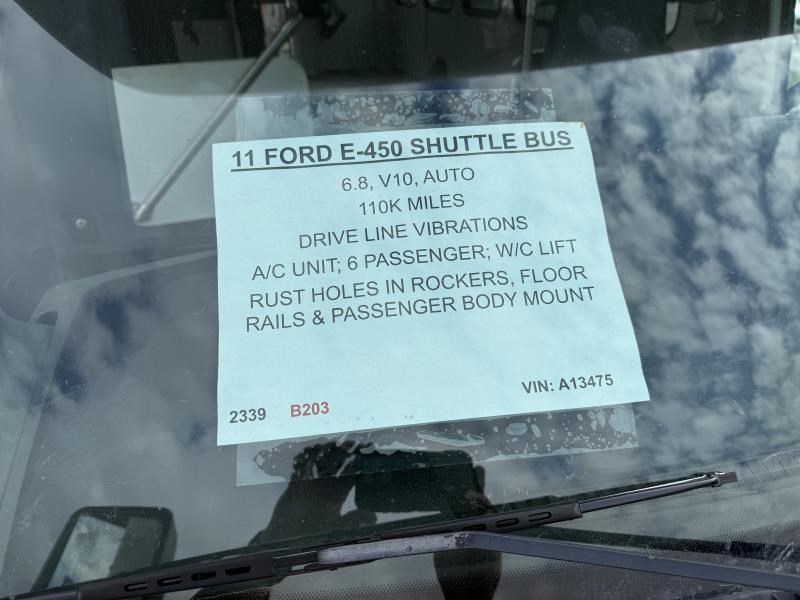 11 FORD E-450 SHUTTLE BUS
6.8, V10, AUTO
110K MILES
DRIVE LINE VIBRATIONS
A/C UNIT; 6 PASSENGER; W/C LIFT
RUST HOLES IN ROCKERS, FLOOR
RAILS & PASSENGER BODY MOUNT
2339 B203 VIN: A13475